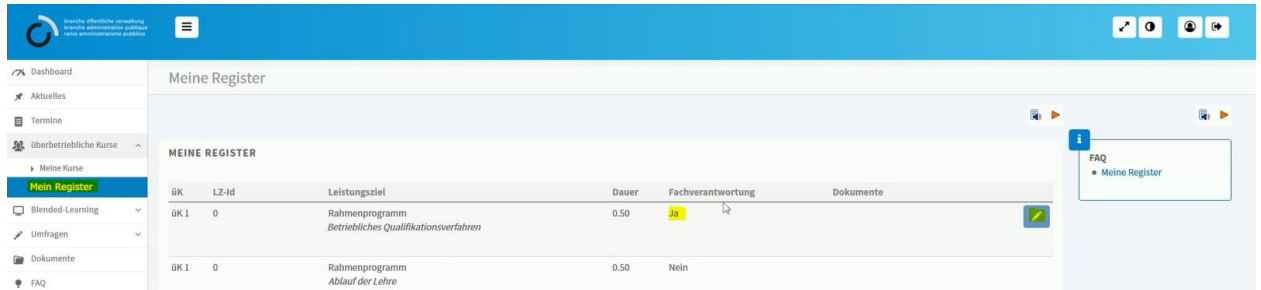 branche öffentliche verwaltung
branche administration publique
ramo amministrazione pubblica
Dashboard
Meine Register
Aktuelles
Termine
überbetriebliche Kurse
Meine Kurse
Mein Register
Blended-Learning
Umfragen
Dokumente
FAQ
MEINE REGISTER
üK LZ-Id Leistungsziel Dauer Fachverantwortung Dokumente
üK 1 0 Rahmenprogramm 0.50 Ja
Betriebliches Qualifikationsverfahren
üK 1 0 Rahmenprogramm 0.50 Nein
Ablauf der Lehre
i
FAQ
Meine Register